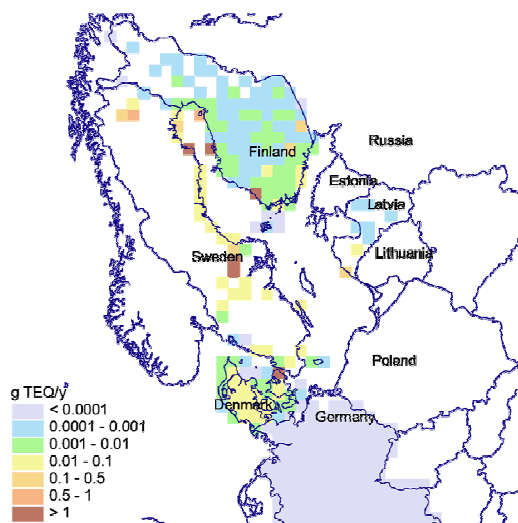 Russia
Finland
Estonia
Latvia
Sweden
Lithuania
Poland
g TEQ/y
< 0.0001
0.0001 - 0.001
0.001 - 0.01
0.01 - 0.1
0.1 - 0.5
0.5 - 1
> 1
Denmark
Germany